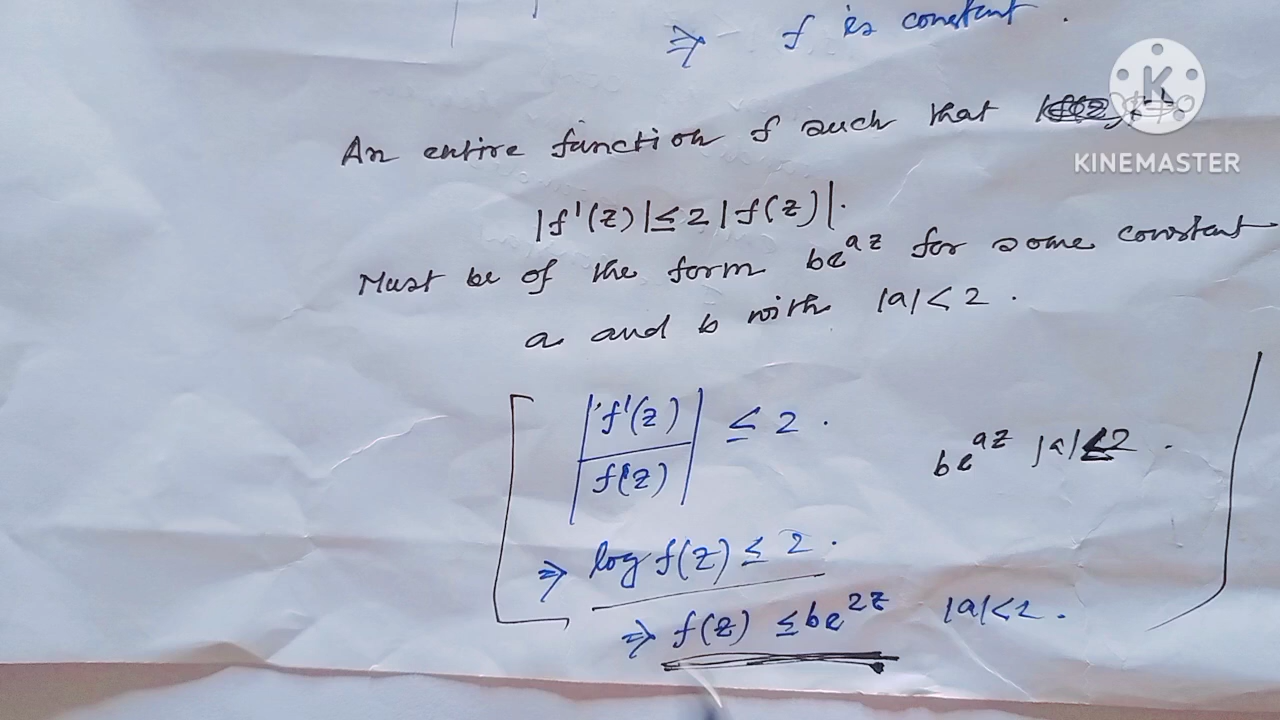 ⇒ f is constant.
An entire function f such that
KINEMASTER
|f'(z)| ≤ 2|f(z)|.
Must be of the form be^{az} for some constant
a and b with |a| < 2.
|f'(z)/f(z)| ≤ 2.
be^{az} |a| ≤ 2.
⇒ log f(z) ≤ 2.
⇒ f(z) ≤ be^{2z} |a| < 2.